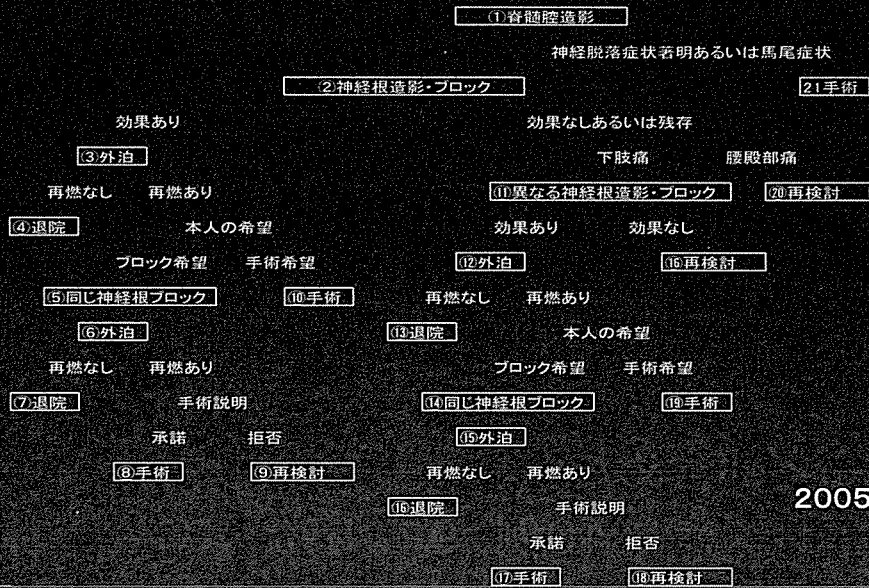 ①脊髄腔造影
神経脱落症状著明あるいは馬尾症状
②神経根造影・ブロック 21手術
効果あり 効果なしあるいは残存
③外泊 下肢痛 腰殿部痛
再燃なし 再燃あり ⑪異なる神経根造影・ブロック ⑳再検討
④退院 本人の希望 効果あり 効果なし
ブロック希望 手術希望 ⑫外泊 ⑯再検討
⑤同じ神経根ブロック ⑩手術 再燃なし 再燃あり
⑥外泊 ⑬退院 本人の希望
再燃なし 再燃あり ブロック希望 手術希望
⑦退院 手術説明 ⑭同じ神経根ブロック ⑲手術
承諾 拒否 ⑮外泊
⑧手術 ⑨再検討 再燃なし 再燃あり
⑯退院 手術説明 2005
承諾 拒否
⑰手術 ⑱再検討